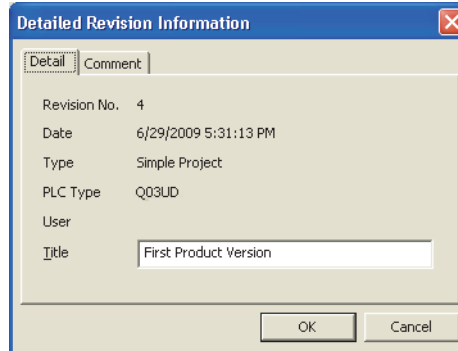 Detailed Revision Information
Detail Comment
Revision No. 4
Date 6/29/2009 5:31:13 PM
Type Simple Project
PLC Type Q03UD
User
Title First Product Version
OK Cancel